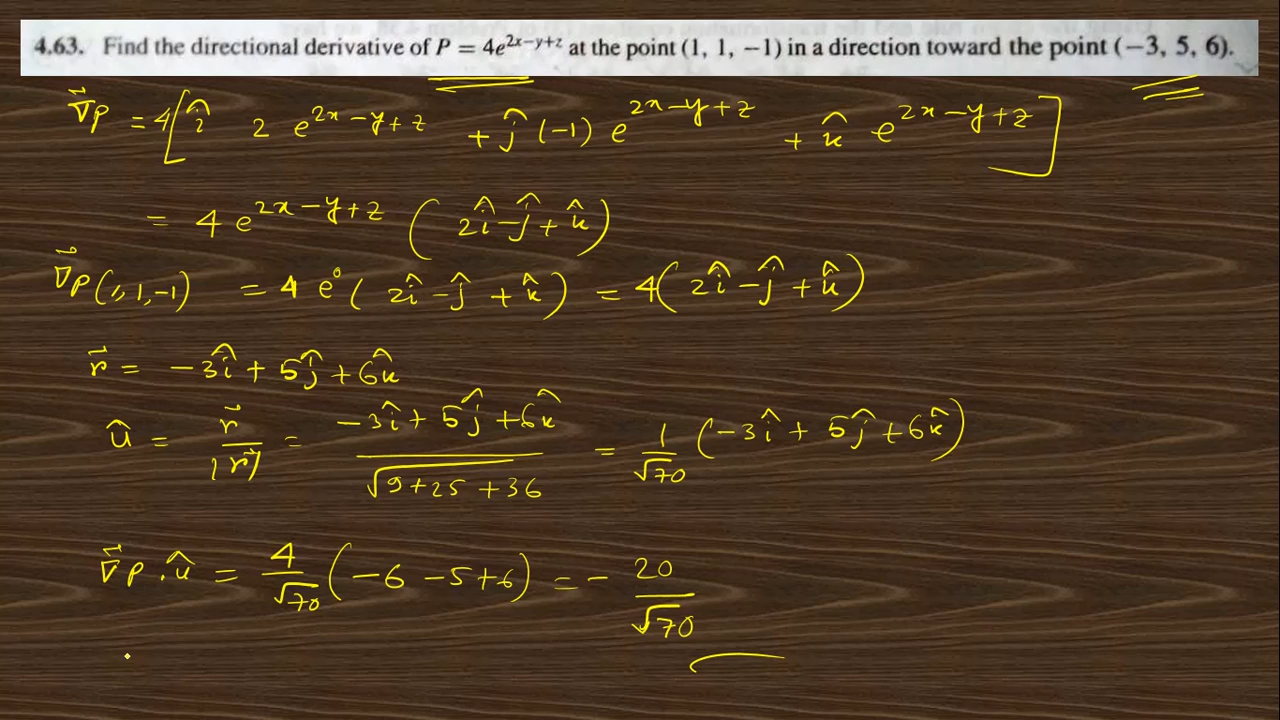 4.63. Find the directional derivative of P = 4e^{2x−y+z} at the point (1, 1, −1) in a direction toward the point (−3, 5, 6).
∇⃗P = 4[î 2 e^{2x−y+z} + ĵ (−1) e^{2x−y+z} + k̂ e^{2x−y+z}]
= 4 e^{2x−y+z} (2î − ĵ + k̂)
∇⃗P(1, 1, −1) = 4 e^0 (2î − ĵ + k̂) = 4(2î − ĵ + k̂)
r⃗ = −3î + 5ĵ + 6k̂
û = r⃗/|r⃗| = (−3î + 5ĵ + 6k̂)/√(9+25+36) = 1/√70 (−3î + 5ĵ + 6k̂)
∇⃗P . û = 4/√70 (−6 −5 +6) = − 20/√70